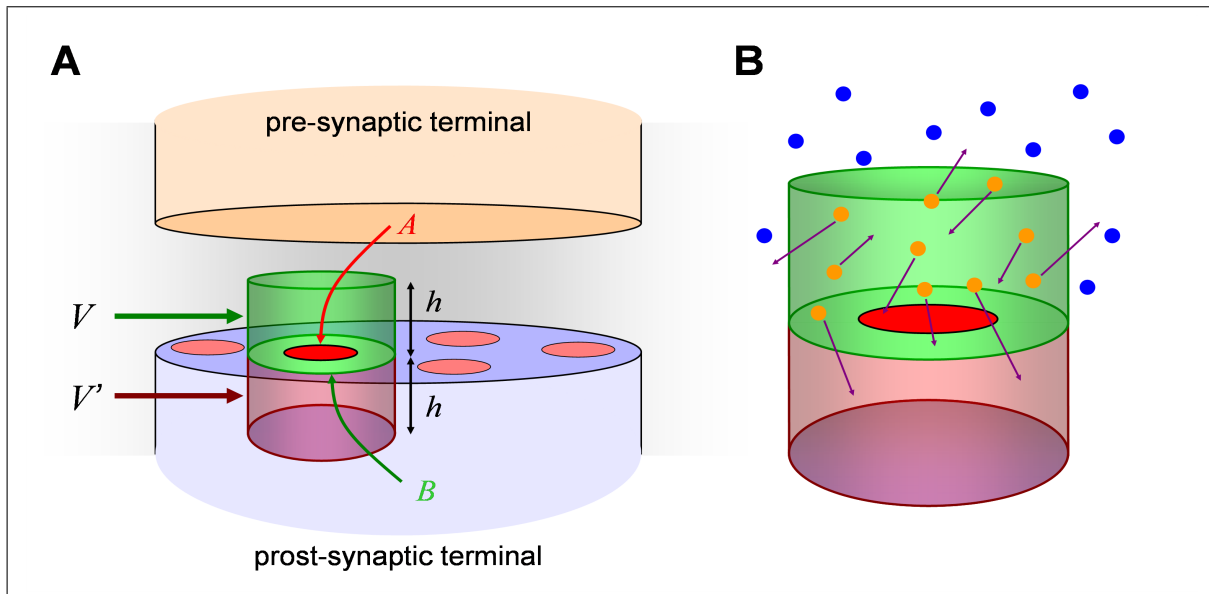 A
B
pre-synaptic terminal
A
h
V
V’
h
B
prost-synaptic terminal